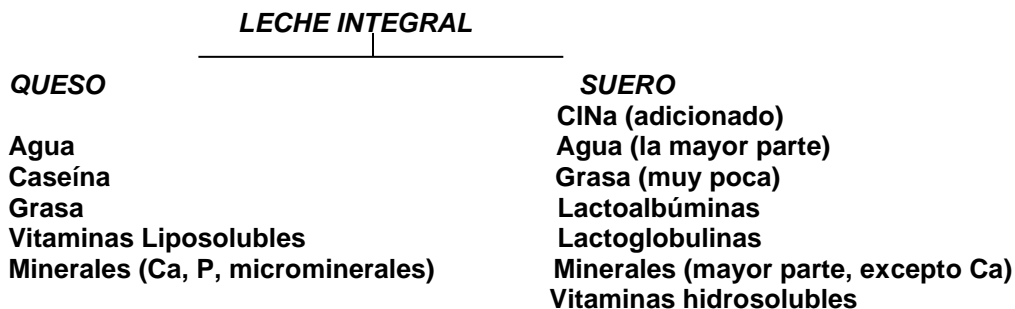 LECHE INTEGRAL
QUESO SUERO
ClNa (adicionado)
Agua Agua (la mayor parte)
Caseína Grasa (muy poca)
Grasa Lactoalbúminas
Vitaminas Liposolubles Lactoglobulinas
Minerales (Ca, P, microminerales) Minerales (mayor parte, excepto Ca)
Vitaminas hidrosolubles